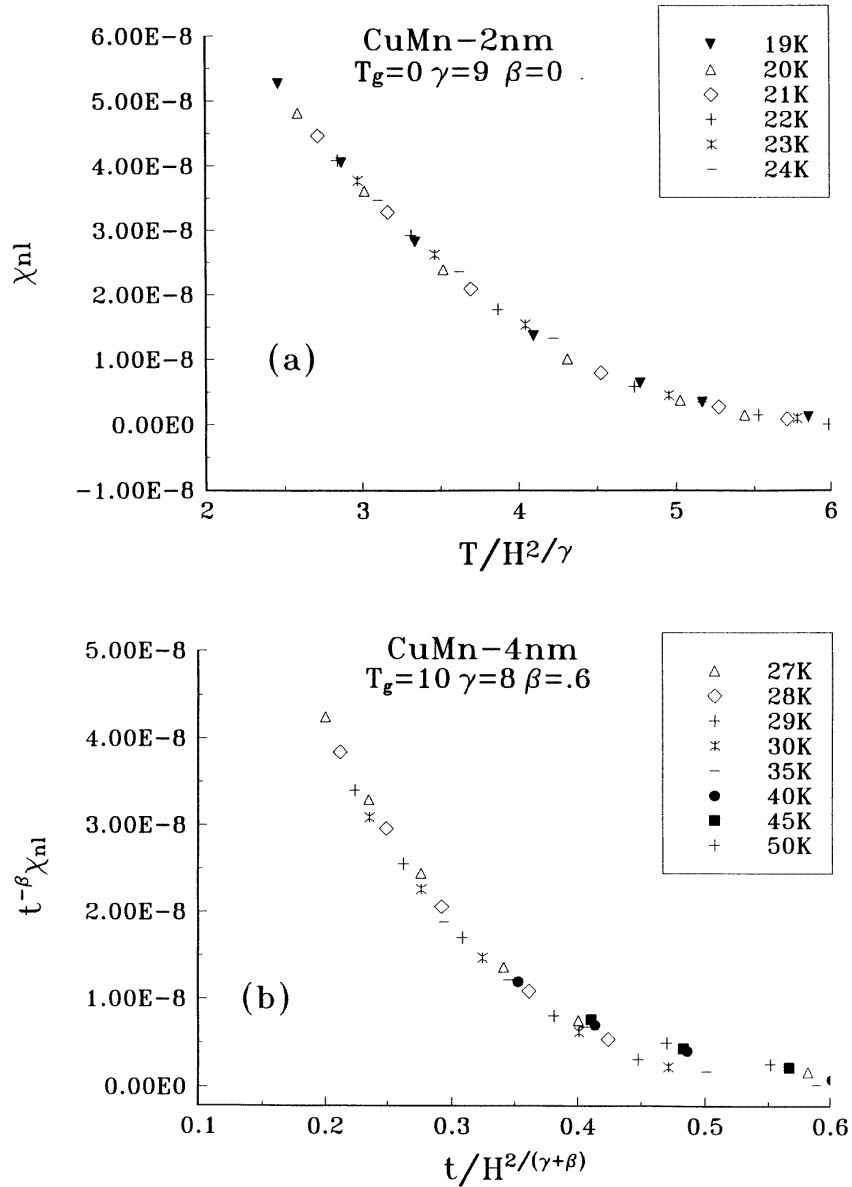 CuMn-2nm
Tg=0 γ=9 β=0
19K
20K
21K
22K
23K
24K
6.00E-8
5.00E-8
4.00E-8
3.00E-8
2.00E-8
1.00E-8
0.00E0
-1.00E-8
χnl
(a)
2
3
4
5
6
T/H²/γ
CuMn-4nm
Tg=10 γ=8 β=.6
27K
28K
29K
30K
35K
40K
45K
50K
5.00E-8
4.00E-8
3.00E-8
2.00E-8
1.00E-8
0.00E0
t⁻ᵝχnl
(b)
0.1
0.2
0.3
0.4
0.5
0.6
t/H²/(γ+β)